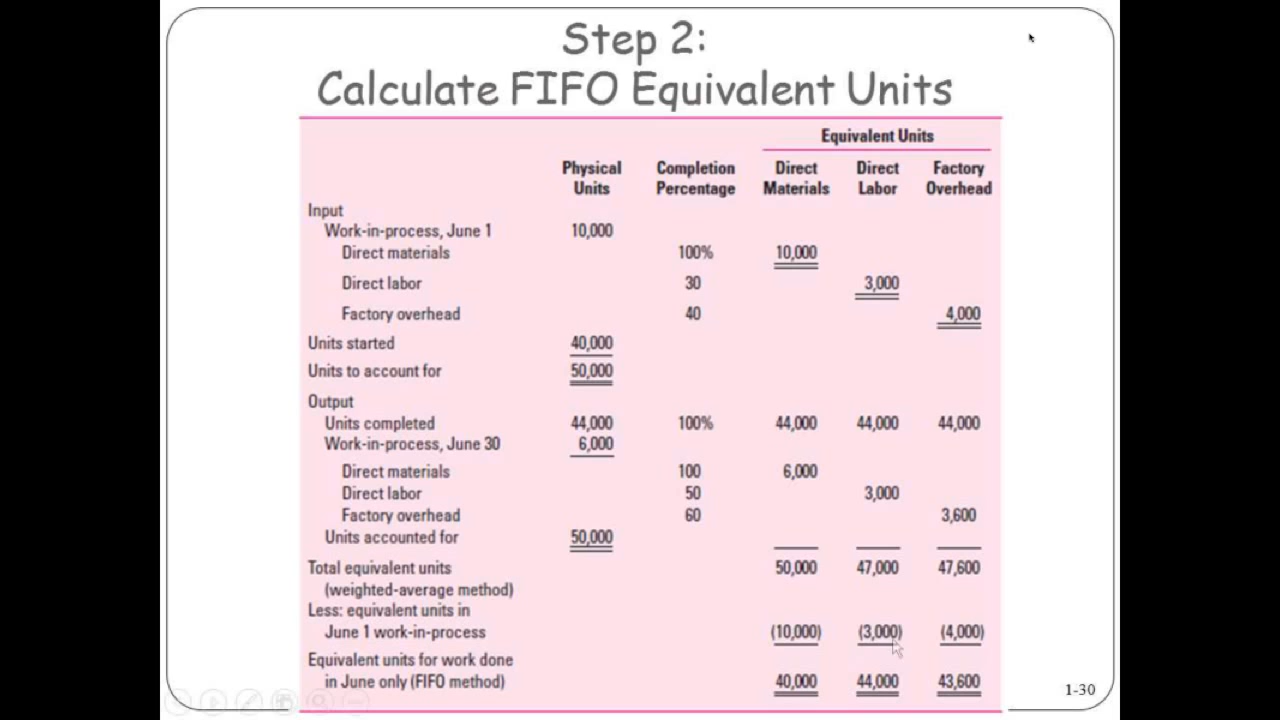 Step 2:
Calculate FIFO Equivalent Units
Equivalent Units
Physical Units Completion Percentage Direct Materials Direct Labor Factory Overhead
Input
Work-in-process, June 1 10,000
Direct materials 100% 10,000
Direct labor 30 3,000
Factory overhead 40 4,000
Units started 40,000
Units to account for 50,000
Output
Units completed 44,000 100% 44,000 44,000 44,000
Work-in-process, June 30 6,000
Direct materials 100 6,000
Direct labor 50 3,000
Factory overhead 60 3,600
Units accounted for 50,000
Total equivalent units 50,000 47,000 47,600
(weighted-average method)
Less: equivalent units in
June 1 work-in-process (10,000) (3,000) (4,000)
Equivalent units for work done
in June only (FIFO method) 40,000 44,000 43,600
1-30